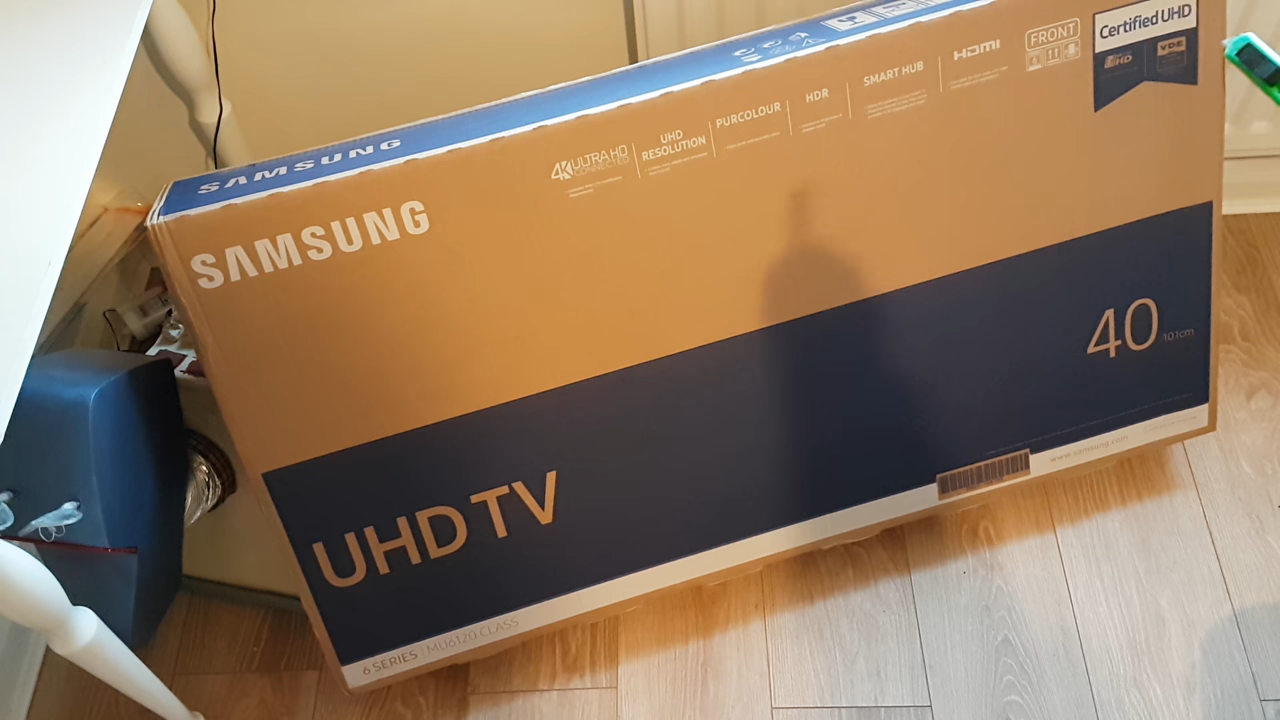 SAMSUNG
SAMSUNG
4K ULTRA HD
CONNECTED
UHD
RESOLUTION
PURCOLOUR
HDR
SMART HUB
HDMI
FRONT
Certified UHD
VDE
40 101cm
UHD TV
www.samsung.com
6 SERIES | MU6120 CLASS